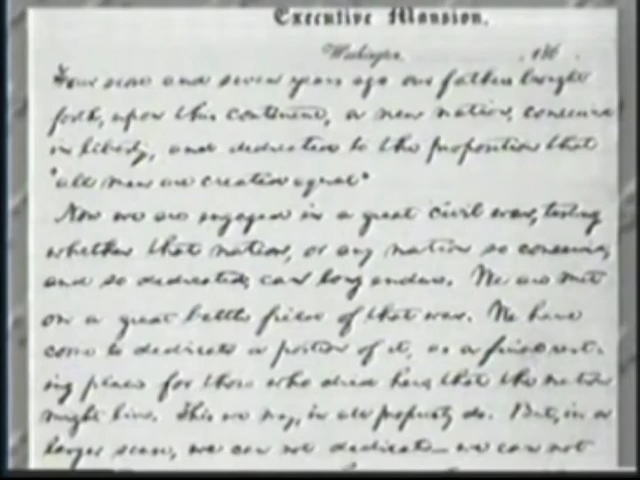 Executive Mansion,
Washington, , 186 .
Four score and seven years ago our fathers brought
forth, upon this continent, a new nation, conceived
in liberty, and dedicated to the proposition that
"all men are created equal"
Now we are engaged in a great civil war, testing
whether that nation, or any nation so conceived,
and so dedicated, can long endure. We are met
on a great battle field of that war. We have
come to dedicate a portion of it, as a final rest-
ing place for those who died here, that the nation
might live. This we may, in all propriety do. But, in a
larger sense, we can not dedicate — we can not